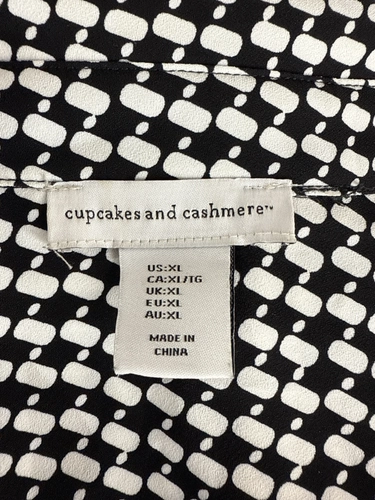 cupcakes and cashmere™
US:XL
CA:XL/TG
UK:XL
EU:XL
AU:XL
MADE IN
CHINA